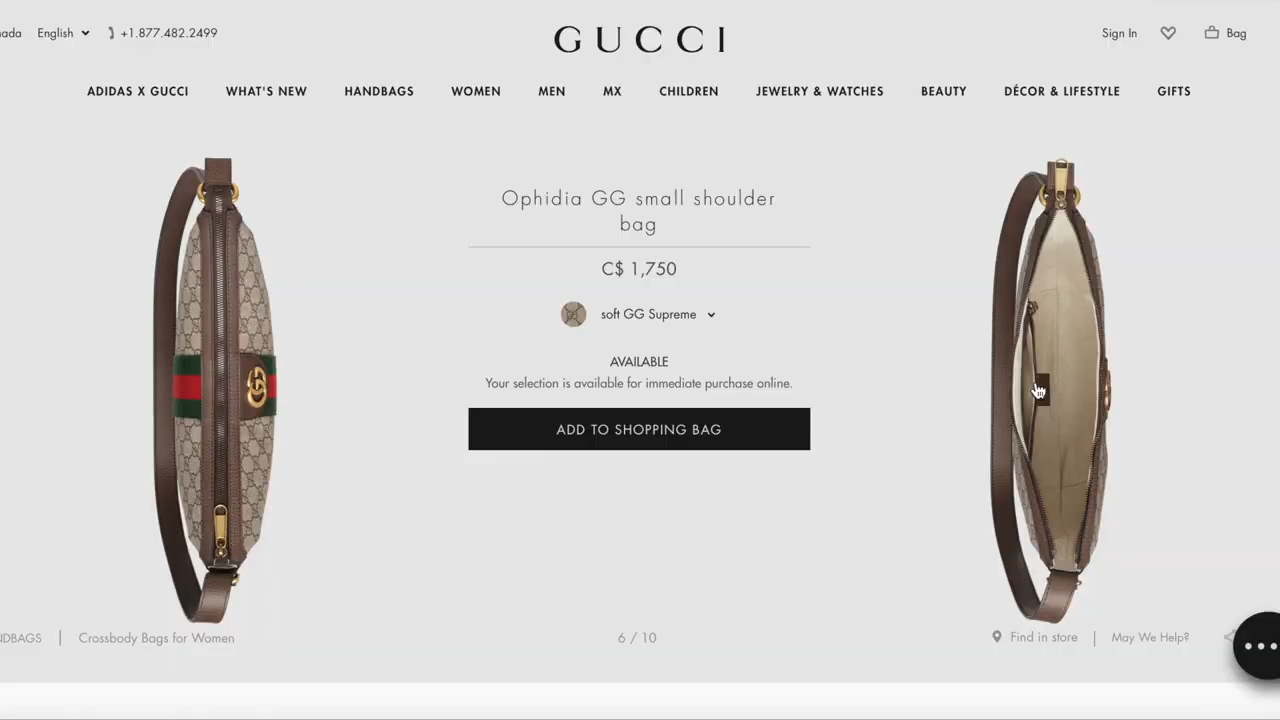 English
+1.877.482.2499
GUCCI
Sign In
Bag
ADIDAS X GUCCI
WHAT'S NEW
HANDBAGS
WOMEN
MEN
MX
CHILDREN
JEWELRY & WATCHES
BEAUTY
DÉCOR & LIFESTYLE
GIFTS
Ophidia GG small shoulder
bag
C$ 1,750
soft GG Supreme
AVAILABLE
Your selection is available for immediate purchase online.
ADD TO SHOPPING BAG
Crossbody Bags for Women
6 / 10
Find in store
May We Help?